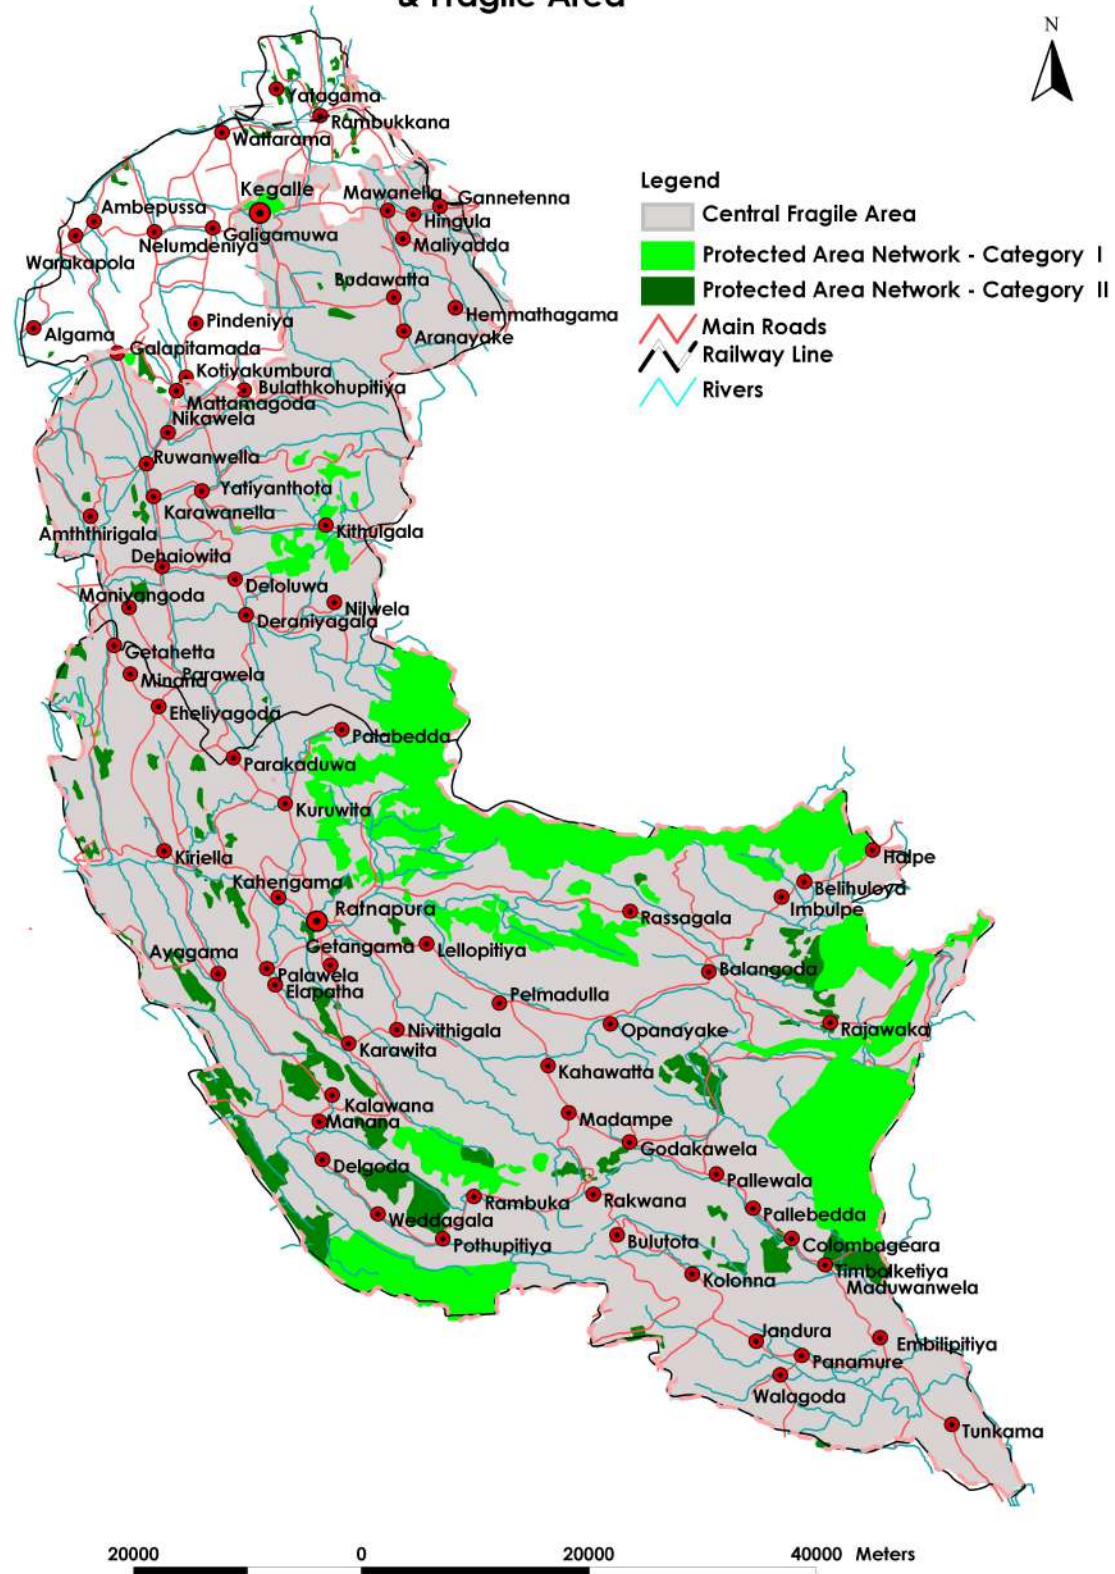 & Fragile Area
N
Yatagama
Rambukkana
Wattarama
Kegalle
Mawanella
Gannetenna
Ambepussa
Hingula
Nelumdeniya
Galigamuwa
Maliyadda
Warakapola
Budawatta
Hemmathagama
Pindeniya
Algama
Aranayake
Galapitamada
Kotiyakumbura
Bulathkohupitiya
Mattamagoda
Nikawela
Ruwanwella
Yatiyanthota
Karawanella
Amththirigala
Kithulgala
Dehaiowita
Deloluwa
Maniyangoda
Nilwela
Deraniyagala
Getahetta
Minana
Parawela
Eheliyagoda
Palabedda
Parakaduwa
Kuruwita
Kiriella
Halpe
Kahengama
Belihuloya
Imbulpe
Ratnapura
Rassagala
Getangama
Lellopitiya
Ayagama
Palawela
Balangoda
Elapatha
Pelmadulla
Nivithigala
Opanayake
Rajawaka
Karawita
Kahawatta
Kalawana
Manana
Madampe
Godakawela
Delgoda
Pallewala
Rambuka
Rakwana
Weddagala
Pallebedda
Pothupitiya
Bulutota
Colombageara
Kolonna
Timbolketiya
Maduwanwela
Jandura
Embilipitiya
Panamure
Walagoda
Tunkama
Legend
Central Fragile Area
Protected Area Network - Category I
Protected Area Network - Category II
Main Roads
Railway Line
Rivers
20000 0 20000 40000 Meters